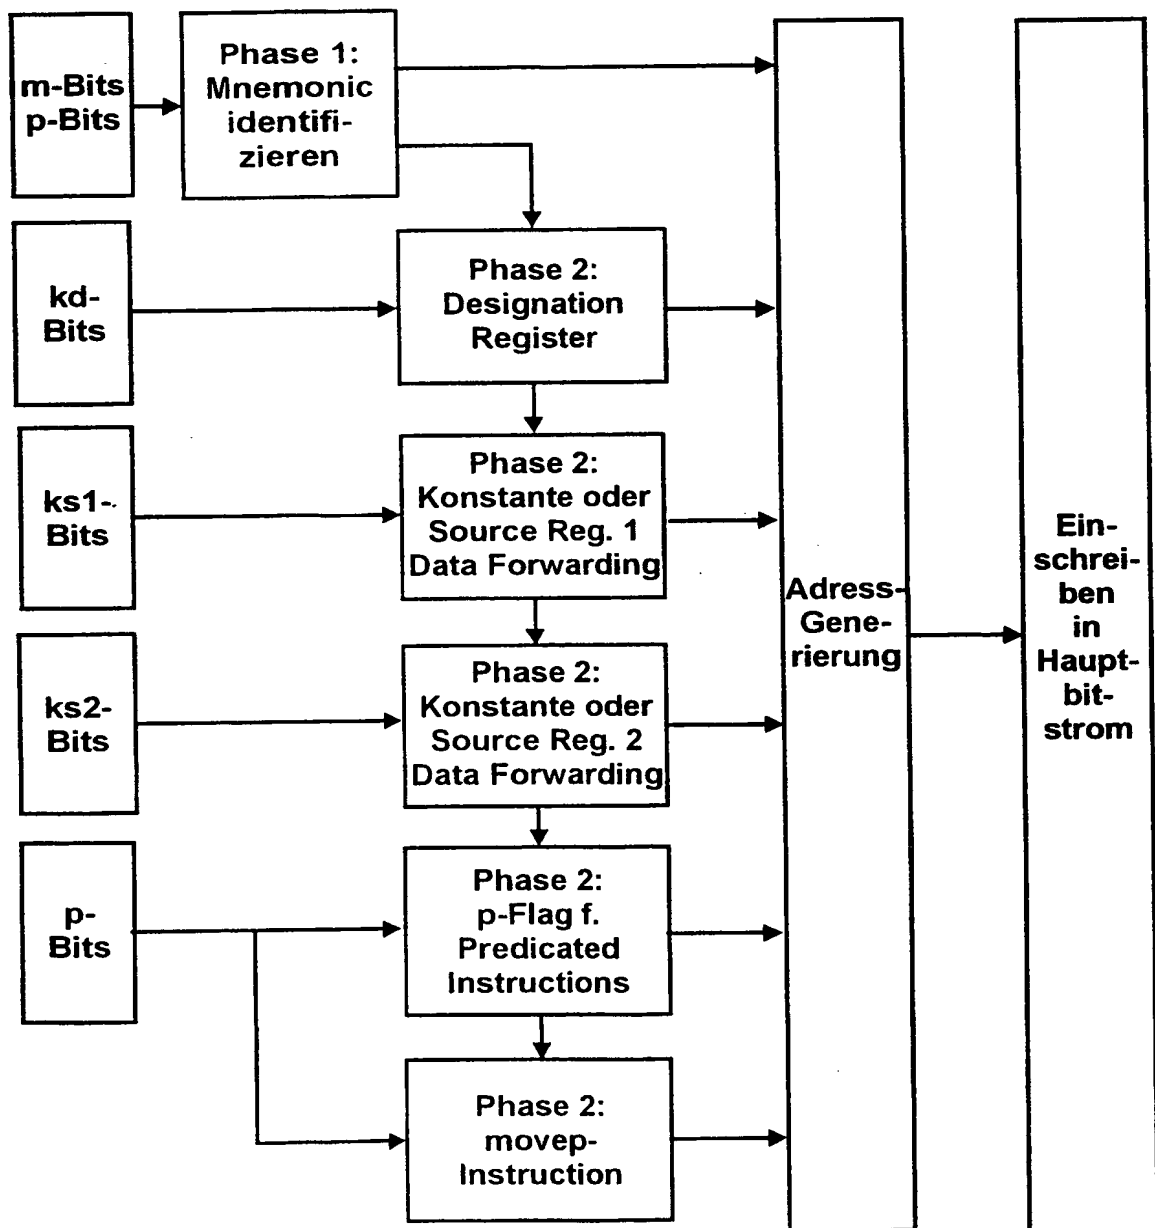 m-Bits
p-Bits
Phase 1:
Mnemonic
identifi-
zieren
kd-
Bits
Phase 2:
Designation
Register
ks1-
Bits
Phase 2:
Konstante oder
Source Reg. 1
Data Forwarding
ks2-
Bits
Phase 2:
Konstante oder
Source Reg. 2
Data Forwarding
p-
Bits
Phase 2:
p-Flag f.
Predicated
Instructions
Phase 2:
movep-
Instruction
Adress-
Gene-
rierung
Ein-
schrei-
ben
in
Haupt-
bit-
strom